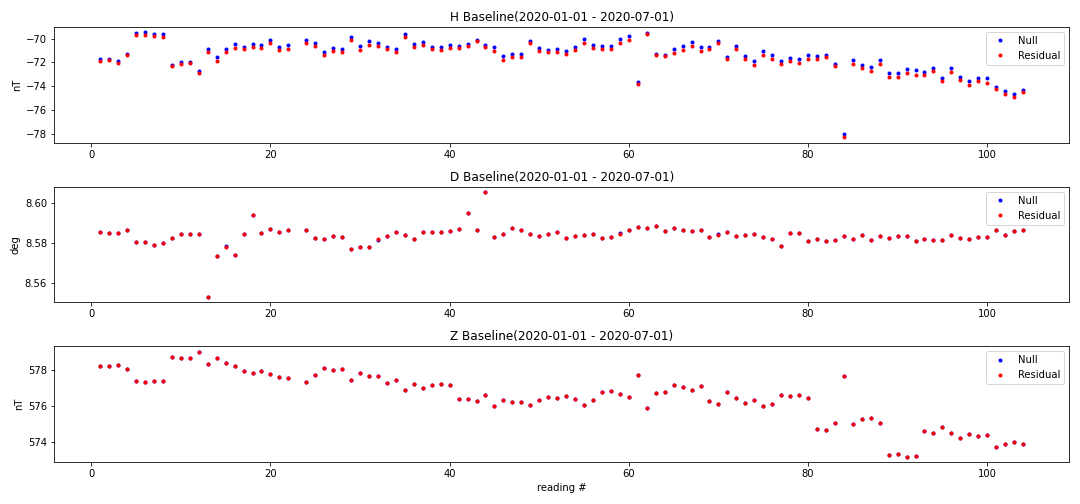 H Baseline(2020-01-01 - 2020-07-01)
nT
−70
−72
−74
−76
−78
Null
Residual
0 20 40 60 80 100
D Baseline(2020-01-01 - 2020-07-01)
deg
8.60
8.58
8.56
Null
Residual
0 20 40 60 80 100
Z Baseline(2020-01-01 - 2020-07-01)
nT
578
576
574
Null
Residual
0 20 40 60 80 100
reading #